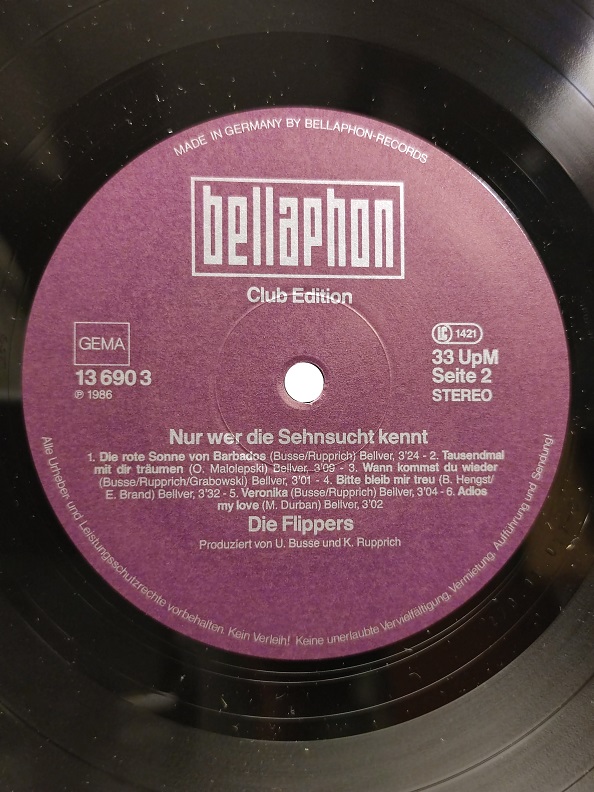 MADE IN GERMANY BY BELLAPHON-RECORDS
bellaphon
Club Edition
GEMA
13 690 3
℗ 1986
LC 1421
33 UpM
Seite 2
STEREO
Nur wer die Sehnsucht kennt
1. Die rote Sonne von Barbados (Busse/Rupprich) Bellver, 3'24 - 2. Tausendmal
mit dir träumen (O. Malolepski) Bellver, 3'09 - 3. Wann kommst du wieder
(Busse/Rupprich/Grabowski) Bellver, 3'01 - 4. Bitte bleib mir treu (B. Hengst/
E. Brand) Bellver, 3'32 - 5. Veronika (Busse/Rupprich) Bellver, 3'04 - 6. Adios
my love (M. Durban) Bellver, 3'02
Die Flippers
Produziert von U. Busse und K. Rupprich
Alle Urheber und Leistungsschutzrechte vorbehalten. Kein Verleih! Keine unerlaubte Vervielfältigung, Vermietung, Aufführung und Sendung!